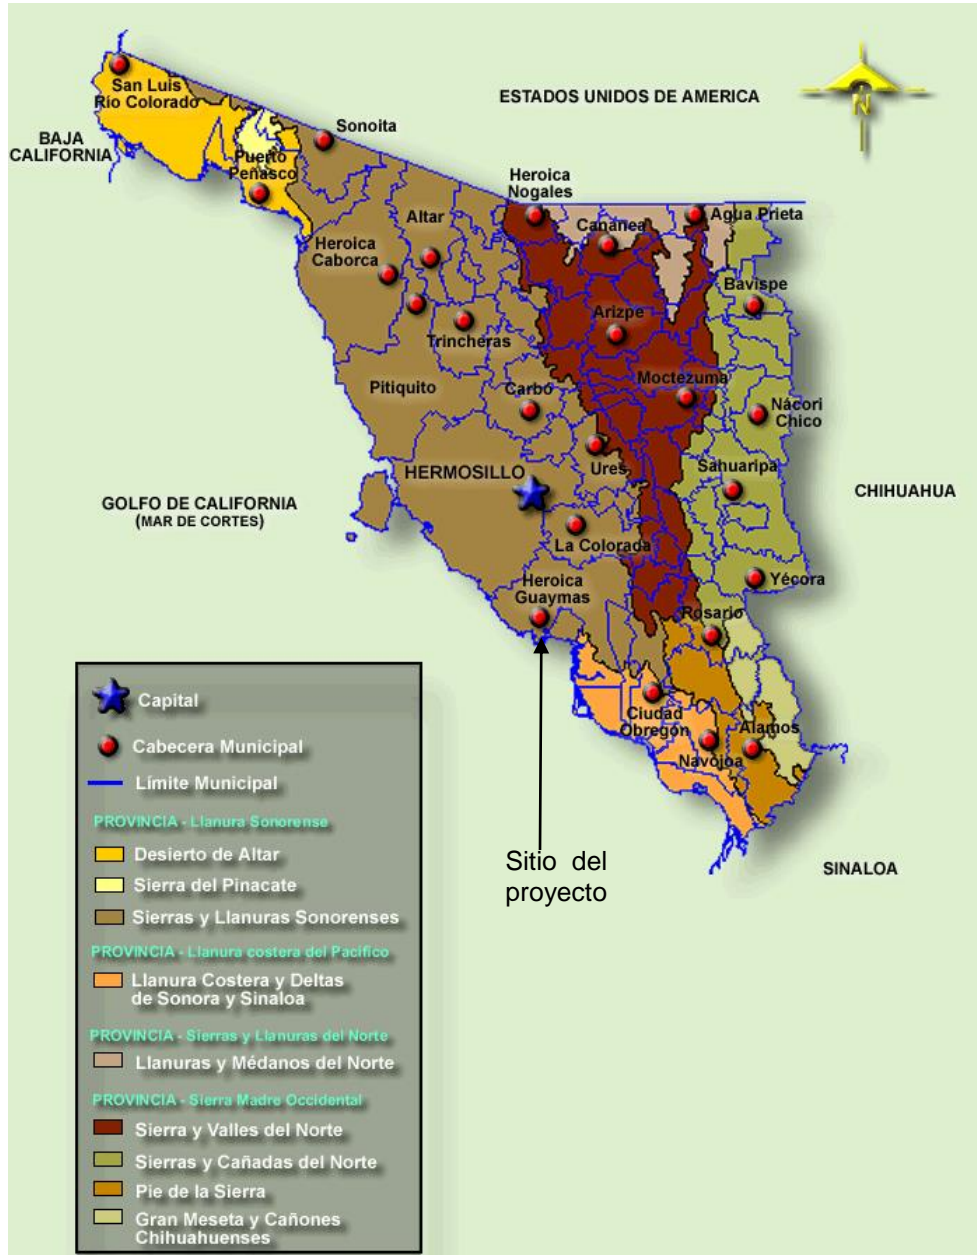 San Luis
Río Colorado
ESTADOS UNIDOS DE AMERICA
N
BAJA
CALIFORNIA
Sonoita
Puerto
Peñasco
Heroica
Nogales
Agua Prieta
Cananea
Altar
Heroica
Caborca
Bavispe
Arizpe
Trincheras
Moctezuma
Pitiquito
Carbó
Nácori
Chico
Ures
Sahuaripa
HERMOSILLO
CHIHUAHUA
GOLFO DE CALIFORNIA
(MAR DE CORTES)
La Colorada
Heroica
Guaymas
Yécora
Rosario
Ciudad
Obregón
Alamos
Navojoa
Sitio del
proyecto
SINALOA
Capital
Cabecera Municipal
Límite Municipal
PROVINCIA - Llanura Sonorense
Desierto de Altar
Sierra del Pinacate
Sierras y Llanuras Sonorenses
PROVINCIA - Llanura costera del Pacifico
Llanura Costera y Deltas
de Sonora y Sinaloa
PROVINCIA - Sierras y Llanuras del Norte
Llanuras y Médanos del Norte
PROVINCIA - Sierra Madre Occidental
Sierra y Valles del Norte
Sierras y Cañadas del Norte
Pie de la Sierra
Gran Meseta y Cañones
Chihuahuenses